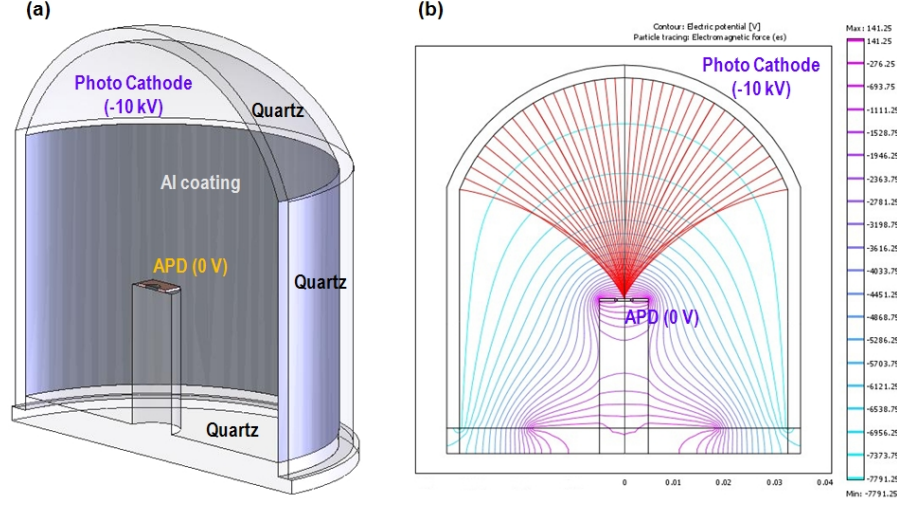 (a)
Photo Cathode
(-10 kV)
Quartz
Al coating
APD (0 V)
Quartz
Quartz
(b)
Contour: Electric potential [V]
Particle tracing: Electromagnetic force (es)
Photo Cathode
(-10 kV)
APD (0 V)
0
0.01
0.02
0.03
0.04
Max: 141.25
141.25
-276.25
-693.75
-1111.25
-1528.75
-1946.25
-2363.75
-2781.25
-3198.75
-3616.25
-4033.75
-4451.25
-4868.75
-5286.25
-5703.75
-6121.25
-6538.75
-6956.25
-7373.75
-7791.25
Min: -7791.25